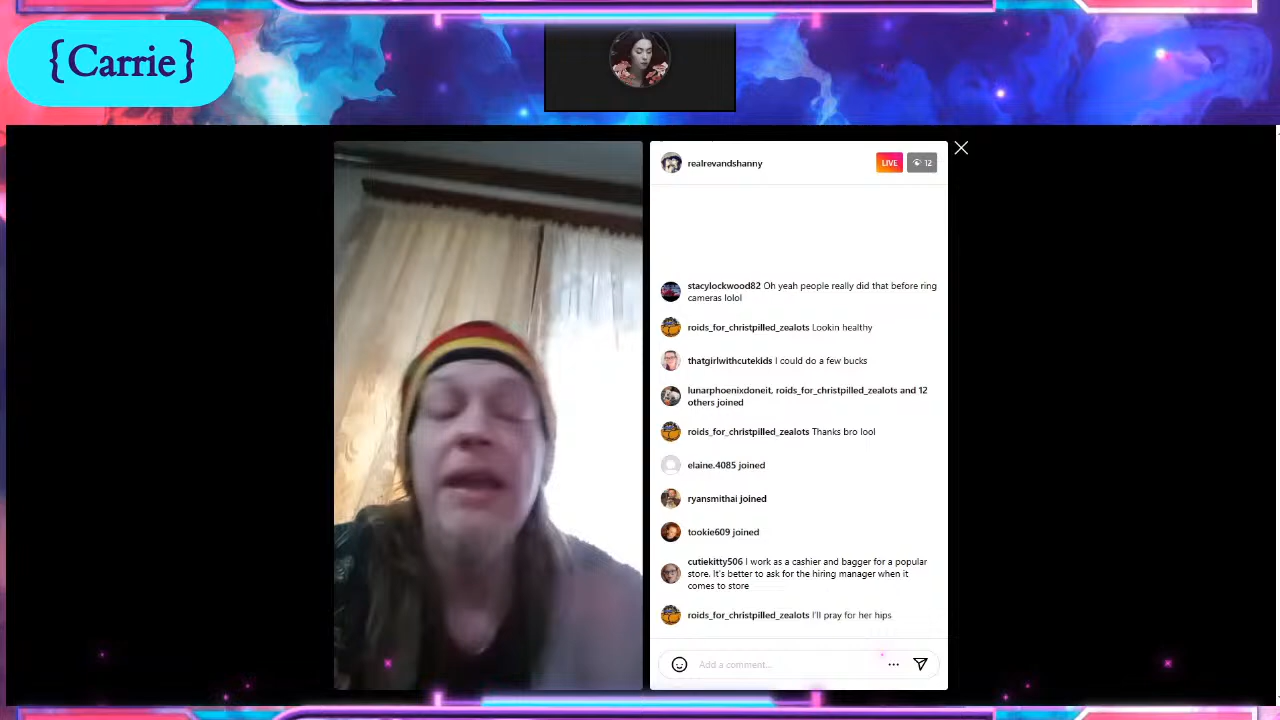 {Carrie}
realrevandshanny
LIVE
12
stacylockwood82 Oh yeah people really did that before ring
cameras lolol
roids_for_christpilled_zealots Lookin healthy
thatgirlwithcutekids I could do a few bucks
lunarphoenixdoneit, roids_for_christpilled_zealots and 12
others joined
roids_for_christpilled_zealots Thanks bro lool
elaine.4085 joined
ryansmithai joined
tookie609 joined
cutiekitty506 I work as a cashier and bagger for a popular
store. It's better to ask for the hiring manager when it
comes to store
roids_for_christpilled_zealots I'll pray for her hips
Add a comment...